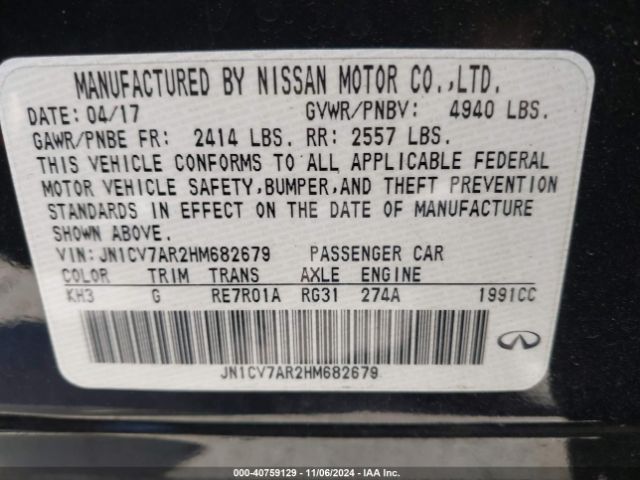 MANUFACTURED BY NISSAN MOTOR CO.,LTD.
DATE: 04/17 GVWR/PNBV: 4940 LBS.
GAWR/PNBE FR: 2414 LBS. RR: 2557 LBS.
THIS VEHICLE CONFORMS TO ALL APPLICABLE FEDERAL
MOTOR VEHICLE SAFETY,BUMPER,AND THEFT PREVENTION
STANDARDS IN EFFECT ON THE DATE OF MANUFACTURE
SHOWN ABOVE.
VIN: JN1CV7AR2HM682679 PASSENGER CAR
COLOR TRIM TRANS AXLE ENGINE
KH3 G RE7R01A RG31 274A 1991CC
JN1CV7AR2HM682679
000-40759129 - 11/06/2024 - IAA Inc.